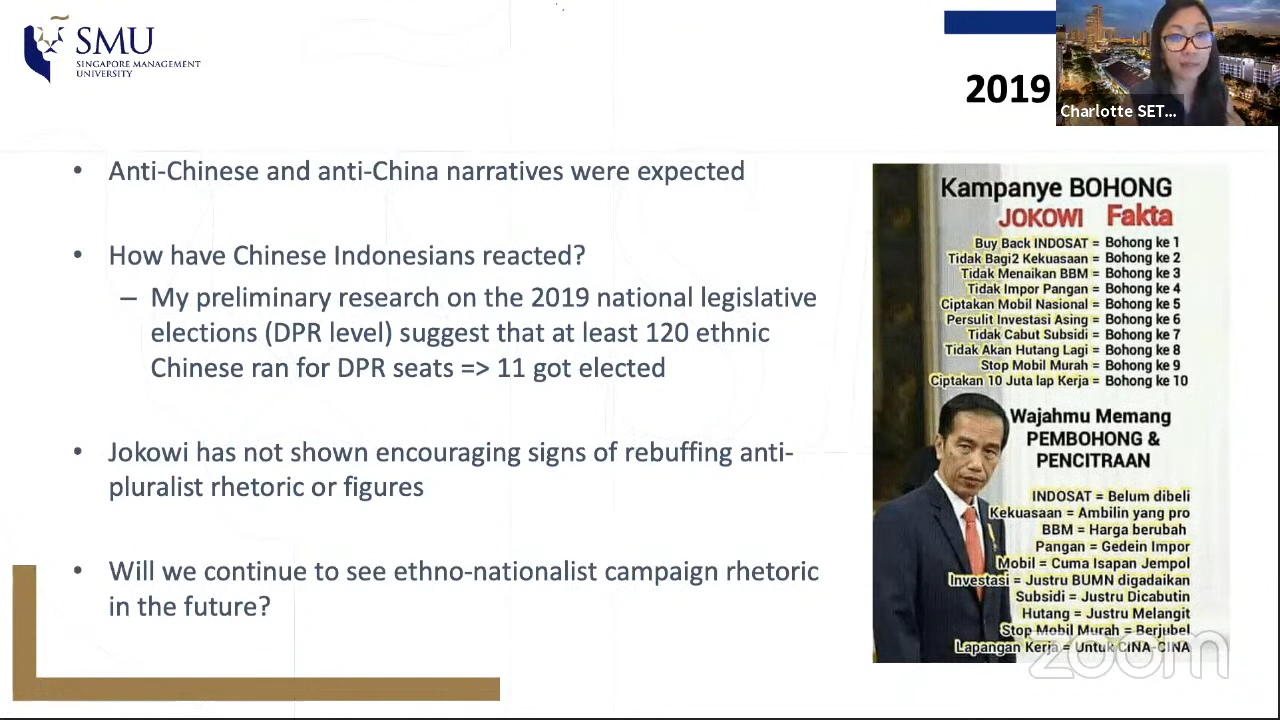 SMU
SINGAPORE MANAGEMENT
UNIVERSITY
2019
Charlotte SET...
• Anti-Chinese and anti-China narratives were expected
• How have Chinese Indonesians reacted?
– My preliminary research on the 2019 national legislative
elections (DPR level) suggest that at least 120 ethnic
Chinese ran for DPR seats => 11 got elected
• Jokowi has not shown encouraging signs of rebuffing anti-
pluralist rhetoric or figures
• Will we continue to see ethno-nationalist campaign rhetoric
in the future?
Kampanye BOHONG
JOKOWI Fakta
Buy Back INDOSAT = Bohong ke 1
Tidak Bagi2 Kekuasaan = Bohong ke 2
Tidak Menaikan BBM = Bohong ke 3
Tidak Impor Pangan = Bohong ke 4
Ciptakan Mobil Nasional = Bohong ke 5
Persulit Investasi Asing = Bohong ke 6
Tidak Cabut Subsidi = Bohong ke 7
Tidak Akan Hutang Lagi = Bohong ke 8
Stop Mobil Murah = Bohong ke 9
Ciptakan 10 Juta lap Kerja = Bohong ke 10
Wajahmu Memang
PEMBOHONG &
PENCITRAAN
INDOSAT = Belum dibeli
Kekuasaan = Ambilin yang pro
BBM = Harga berubah
Pangan = Gedein Impor
Mobil = Cuma Isapan Jempol
Investasi = Justru BUMN digadaikan
Subsidi = Justru Dicabutin
Hutang = Justru Melangit
Stop Mobil Murah = Berjubel
Lapangan Kerja = Untuk CINA-CINA
zoom